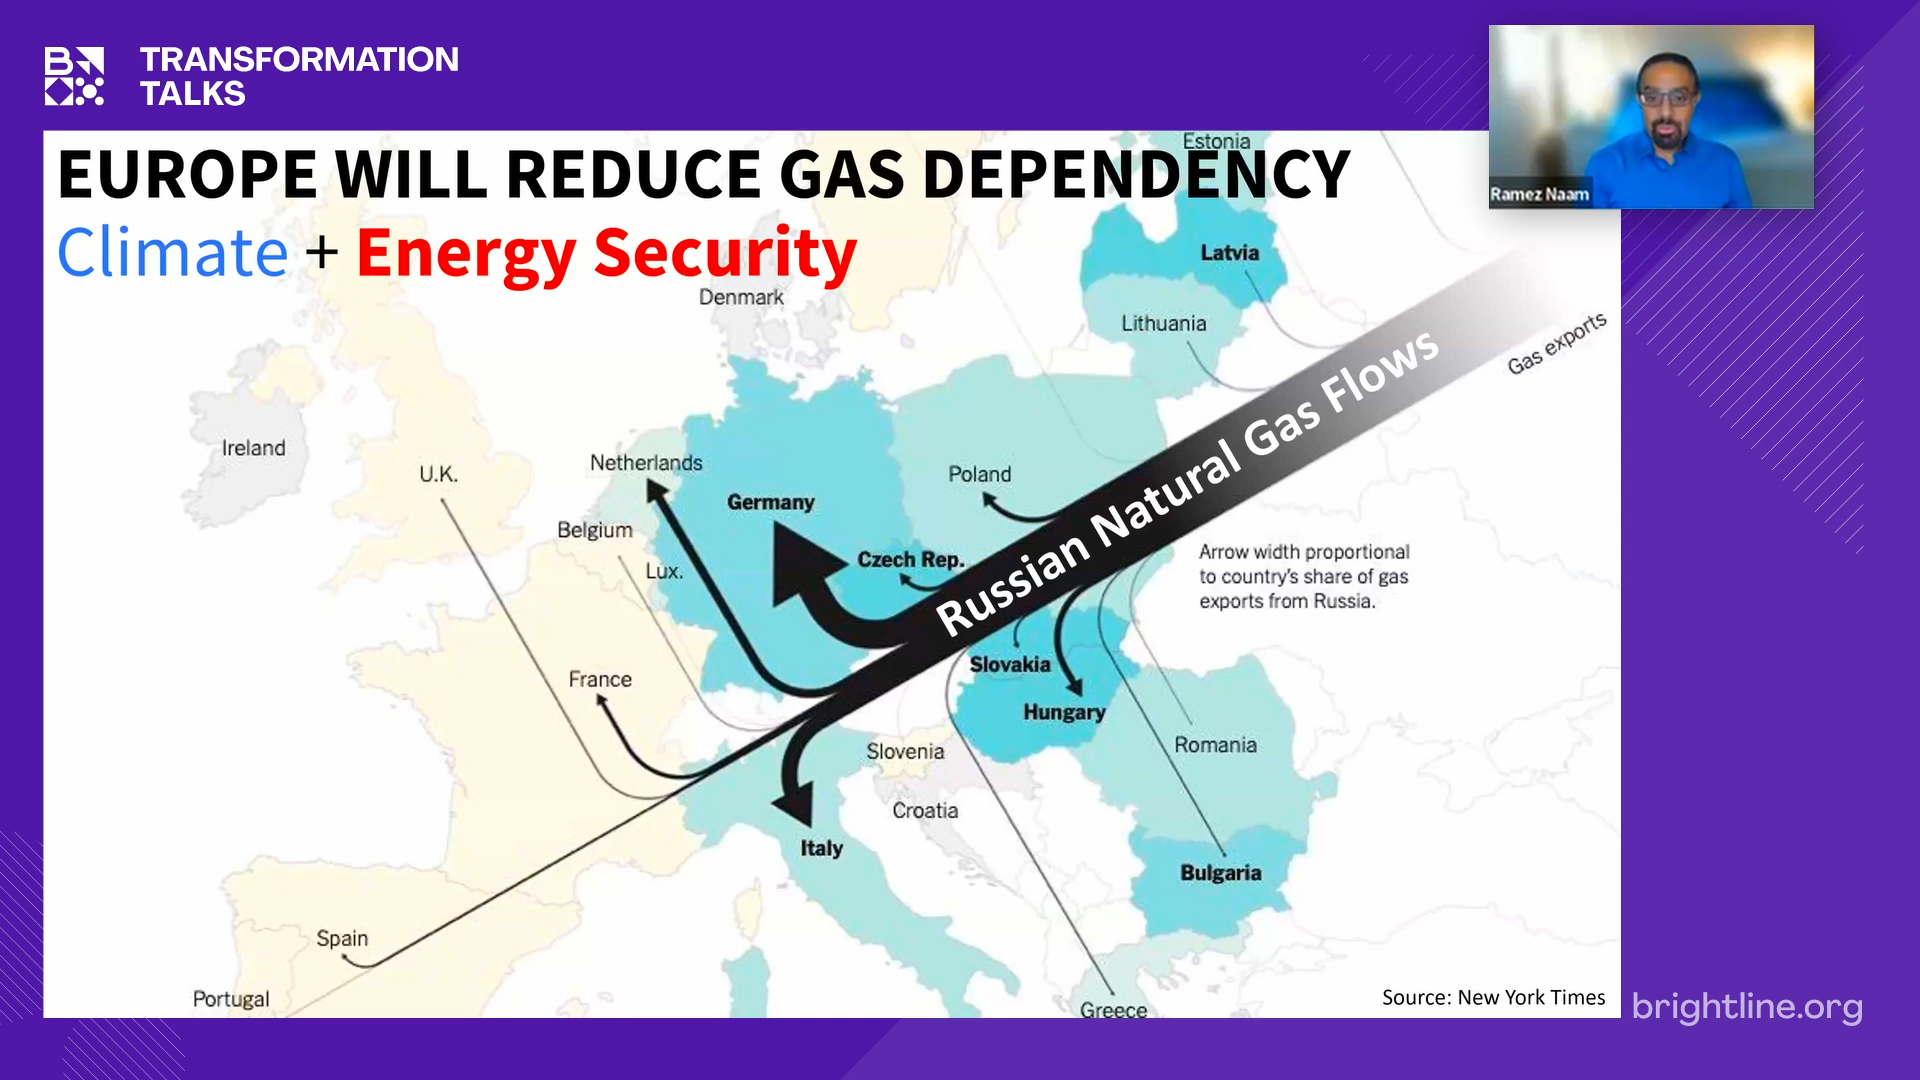 TRANSFORMATION
TALKS
Ramez Naam
EUROPE WILL REDUCE GAS DEPENDENCY
Climate + Energy Security
Estonia
Latvia
Denmark
Lithuania
Gas exports
Russian Natural Gas Flows
Ireland
U.K.
Netherlands
Germany
Poland
Belgium
Czech Rep.
Lux.
Arrow width proportional
to country's share of gas
exports from Russia.
France
Slovakia
Hungary
Slovenia
Romania
Croatia
Italy
Bulgaria
Spain
Portugal
Greece
Source: New York Times
brightline.org